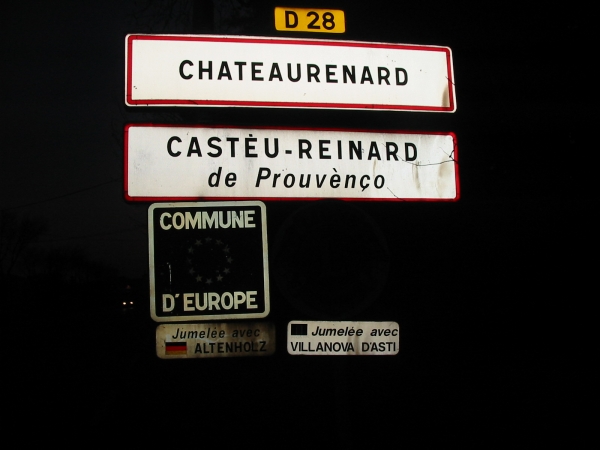 D 28
CHATEAURENARD
CASTÈU-REINARD
de Prouvènço
COMMUNE
D'EUROPE
Jumelée avec
ALTENHOLZ
Jumelée avec
VILLANOVA D'ASTI